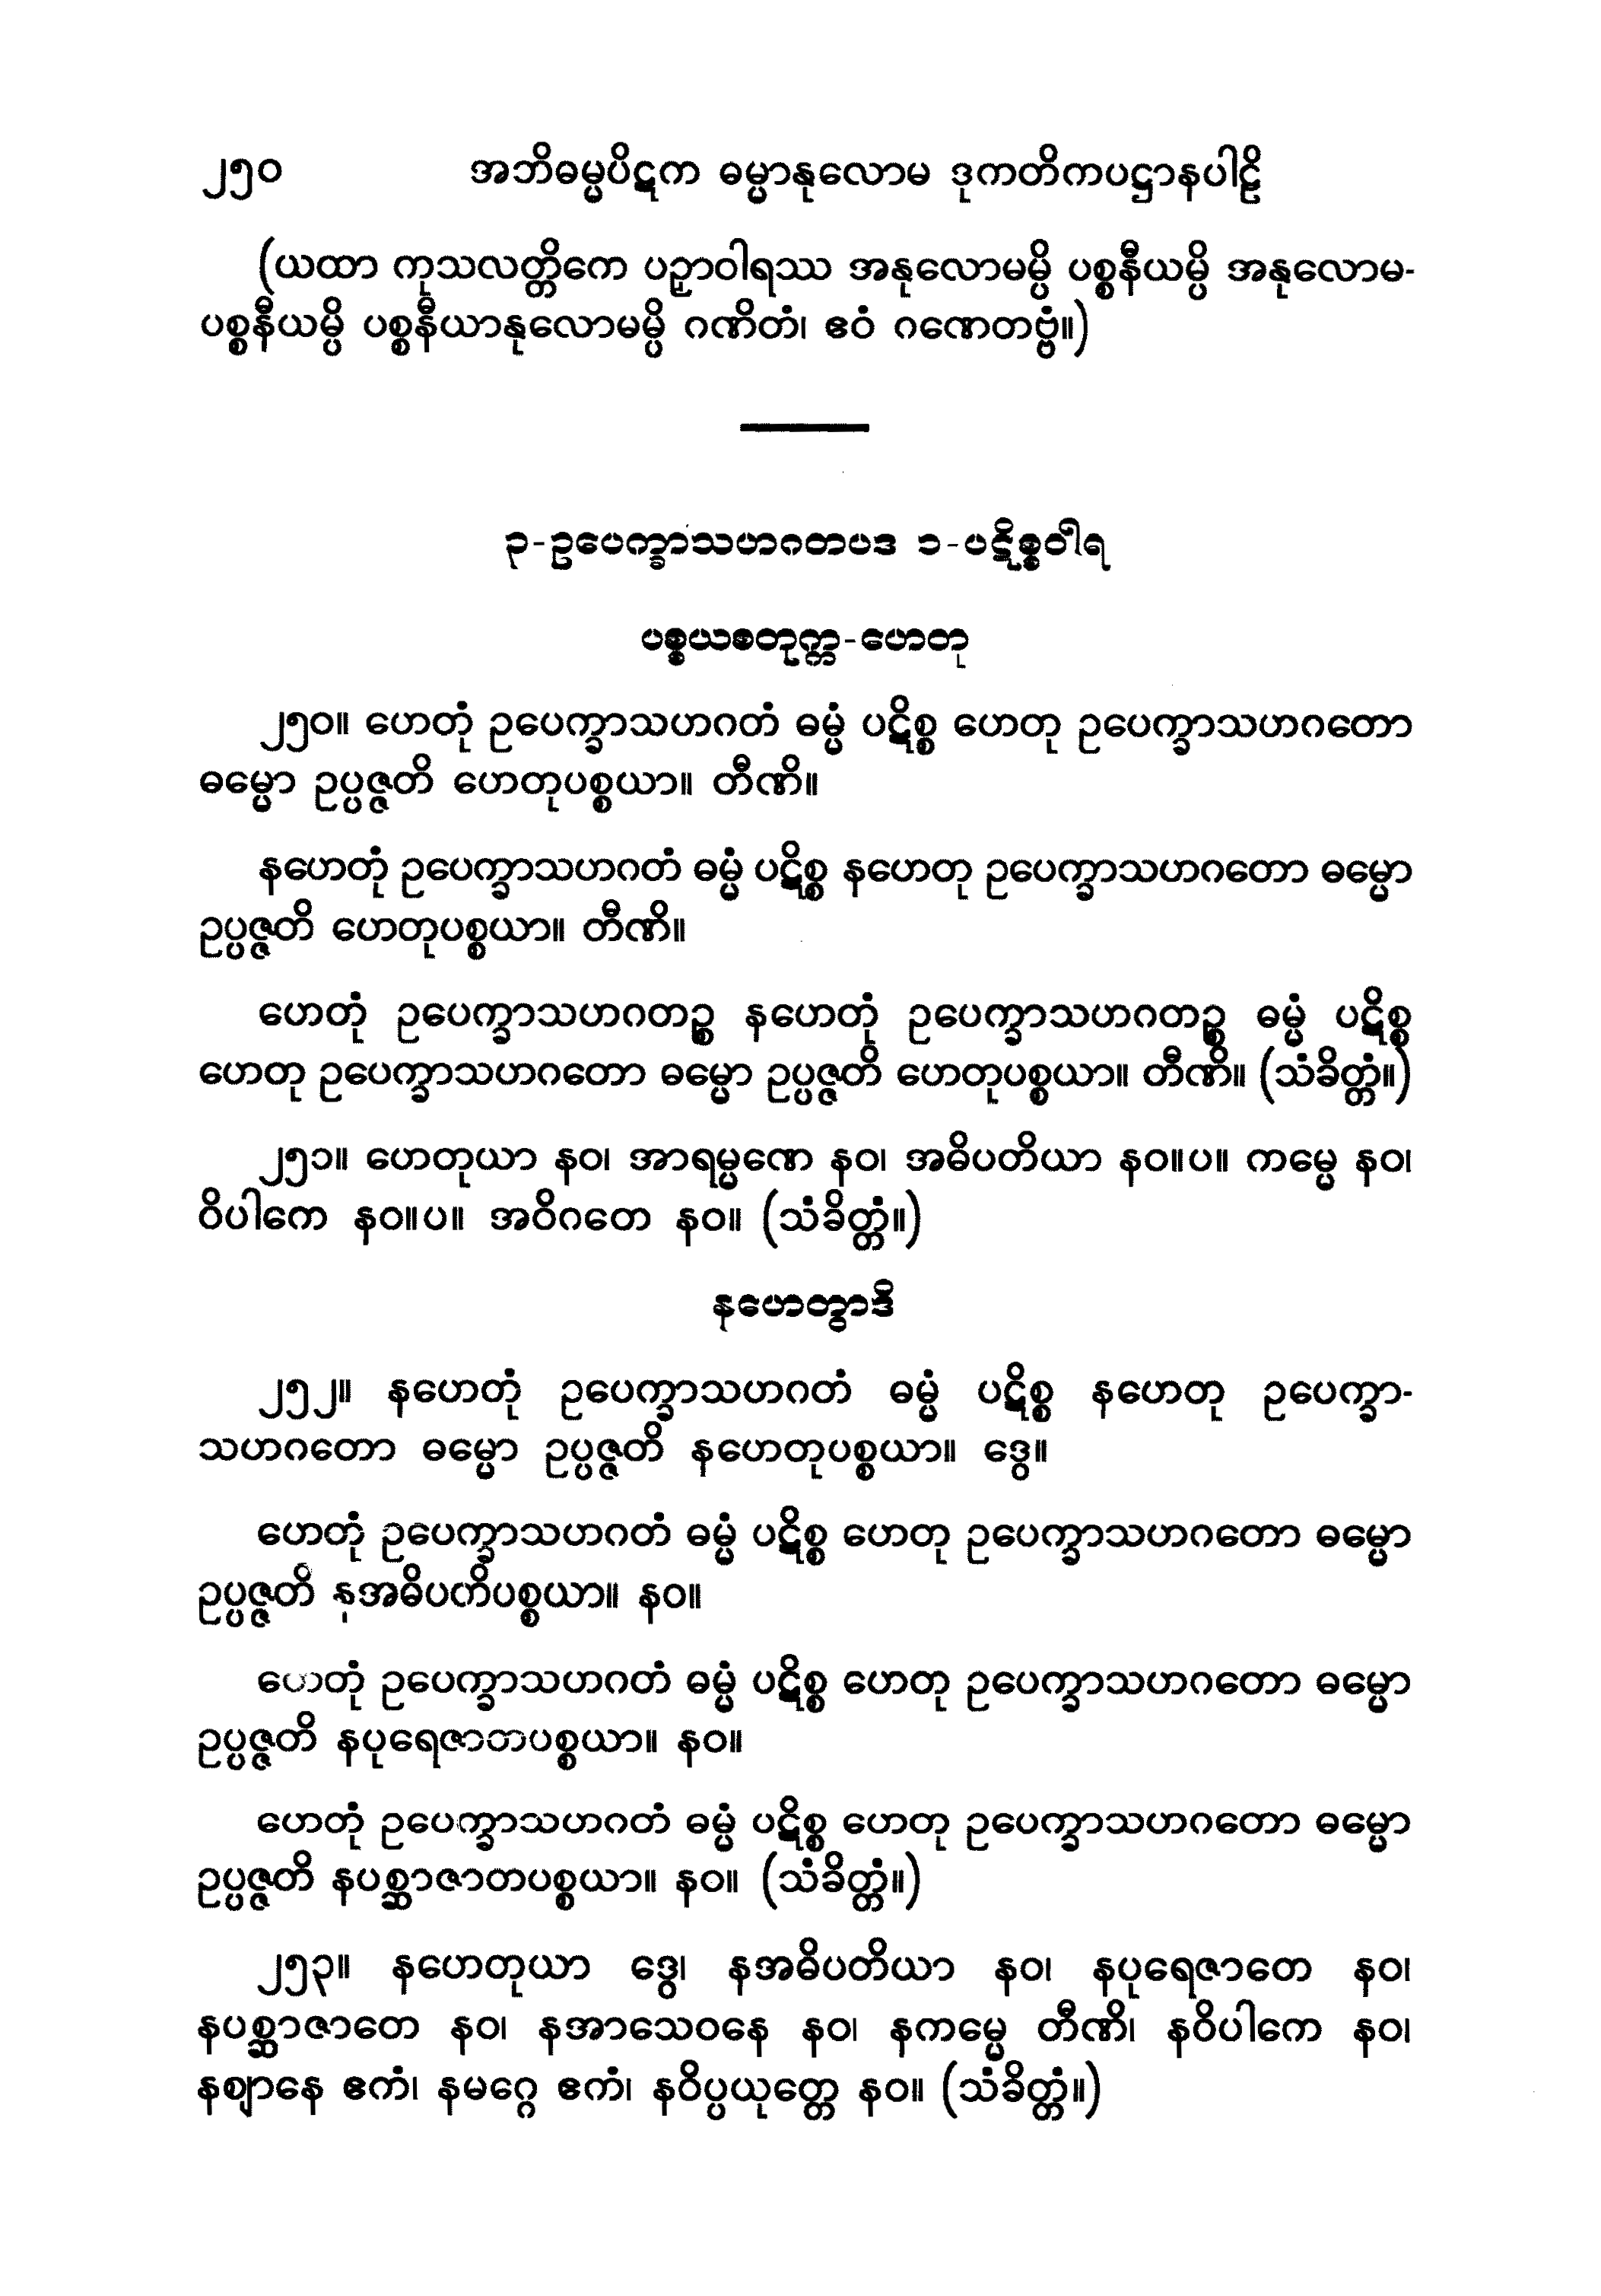 ၂၅၀ အဘိဓမ္မပိဋက ဓမ္မာနုလောမ ဒုကတိကပဋ္ဌာနပါဠိ
(ယထာ ကုသလတ္တိကေ ပဉှာဝါရဿ အနုလောမမ္ပိ ပစ္စနီယမ္ပိ အနုလောမ-
ပစ္စနီယမ္ပိ ပစ္စနီယာနုလောမမ္ပိ ဂဏိတံ၊ ဧဝံ ဂဏေတဗ္ဗံ။)
၃-ဥပေက္ခာသဟဂတပဒ ၁-ပဋိစ္စဝါရ
ပစ္စယစတုက္က-ဟေတု
၂၅၀။ ဟေတုံ ဥပေက္ခာသဟဂတံ ဓမ္မံ ပဋိစ္စ ဟေတု ဥပေက္ခာသဟဂတော
ဓမ္မော ဥပ္ပဇ္ဇတိ ဟေတုပစ္စယာ။ တီဏိ။
နဟေတုံ ဥပေက္ခာသဟဂတံ ဓမ္မံ ပဋိစ္စ နဟေတု ဥပေက္ခာသဟဂတော ဓမ္မော
ဥပ္ပဇ္ဇတိ ဟေတုပစ္စယာ။ တီဏိ။
ဟေတုံ ဥပေက္ခာသဟဂတဉ္စ နဟေတုံ ဥပေက္ခာသဟဂတဉ္စ ဓမ္မံ ပဋိစ္စ
ဟေတု ဥပေက္ခာသဟဂတော ဓမ္မော ဥပ္ပဇ္ဇတိ ဟေတုပစ္စယာ။ တီဏိ။ (သံခိတ္တံ။)
၂၅၁။ ဟေတုယာ နဝ၊ အာရမ္မဏေ နဝ၊ အဓိပတိယာ နဝ။ပ။ ကမ္မေ နဝ၊
ဝိပါကေ နဝ။ပ။ အဝိဂတေ နဝ။ (သံခိတ္တံ။)
နဟေတွာဒိ
၂၅၂။ နဟေတုံ ဥပေက္ခာသဟဂတံ ဓမ္မံ ပဋိစ္စ နဟေတု ဥပေက္ခာ-
သဟဂတော ဓမ္မော ဥပ္ပဇ္ဇတိ နဟေတုပစ္စယာ။ ဒွေ။
ဟေတုံ ဥပေက္ခာသဟဂတံ ဓမ္မံ ပဋိစ္စ ဟေတု ဥပေက္ခာသဟဂတော ဓမ္မော
ဥပ္ပဇ္ဇတိ နအဓိပတိပစ္စယာ။ နဝ။
ဟေတုံ ဥပေက္ခာသဟဂတံ ဓမ္မံ ပဋိစ္စ ဟေတု ဥပေက္ခာသဟဂတော ဓမ္မော
ဥပ္ပဇ္ဇတိ နပုရေဇာတပစ္စယာ။ နဝ။
ဟေတုံ ဥပေက္ခာသဟဂတံ ဓမ္မံ ပဋိစ္စ ဟေတု ဥပေက္ခာသဟဂတော ဓမ္မော
ဥပ္ပဇ္ဇတိ နပစ္ဆာဇာတပစ္စယာ။ နဝ။ (သံခိတ္တံ။)
၂၅၃။ နဟေတုယာ ဒွေ၊ နအဓိပတိယာ နဝ၊ နပုရေဇာတေ နဝ၊
နပစ္ဆာဇာတေ နဝ၊ နအာသေဝနေ နဝ၊ နကမ္မေ တီဏိ၊ နဝိပါကေ နဝ၊
နဈာနေ ဧကံ၊ နမဂ္ဂေ ဧကံ၊ နဝိပ္ပယုတ္တေ နဝ။ (သံခိတ္တံ။)